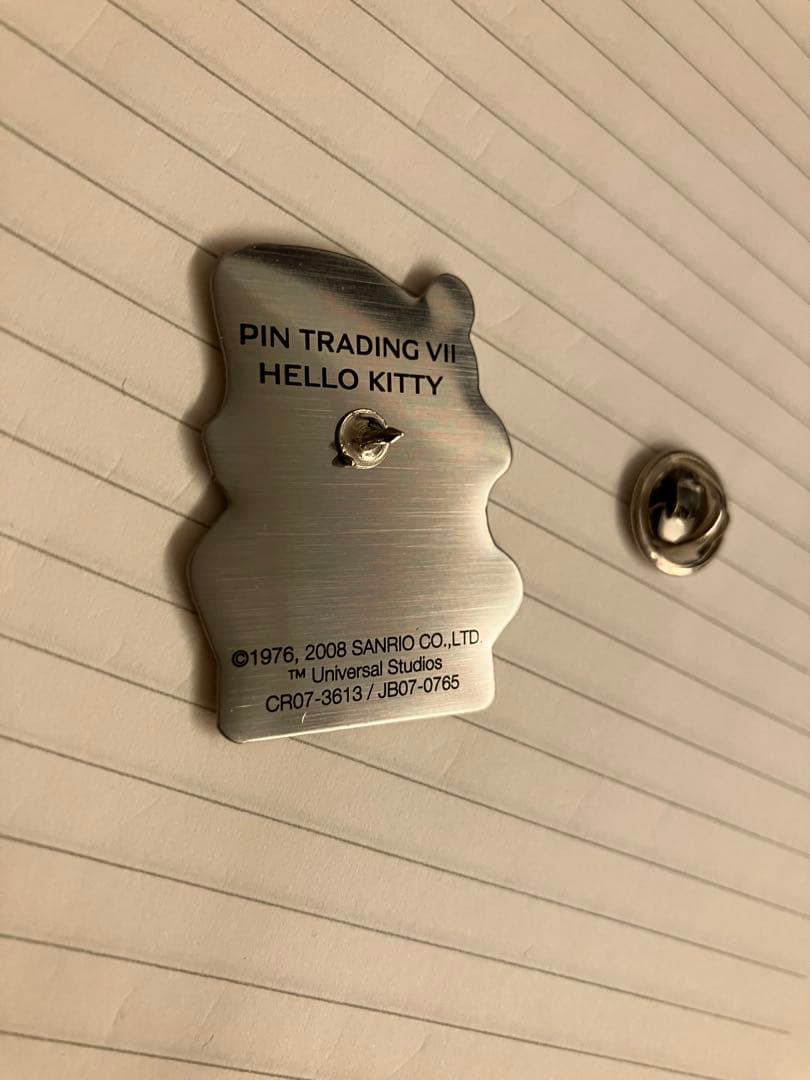 PIN TRADING VII
HELLO KITTY
©1976, 2008 SANRIO CO.,LTD.
™ Universal Studios
CR07-3613 / JB07-0765